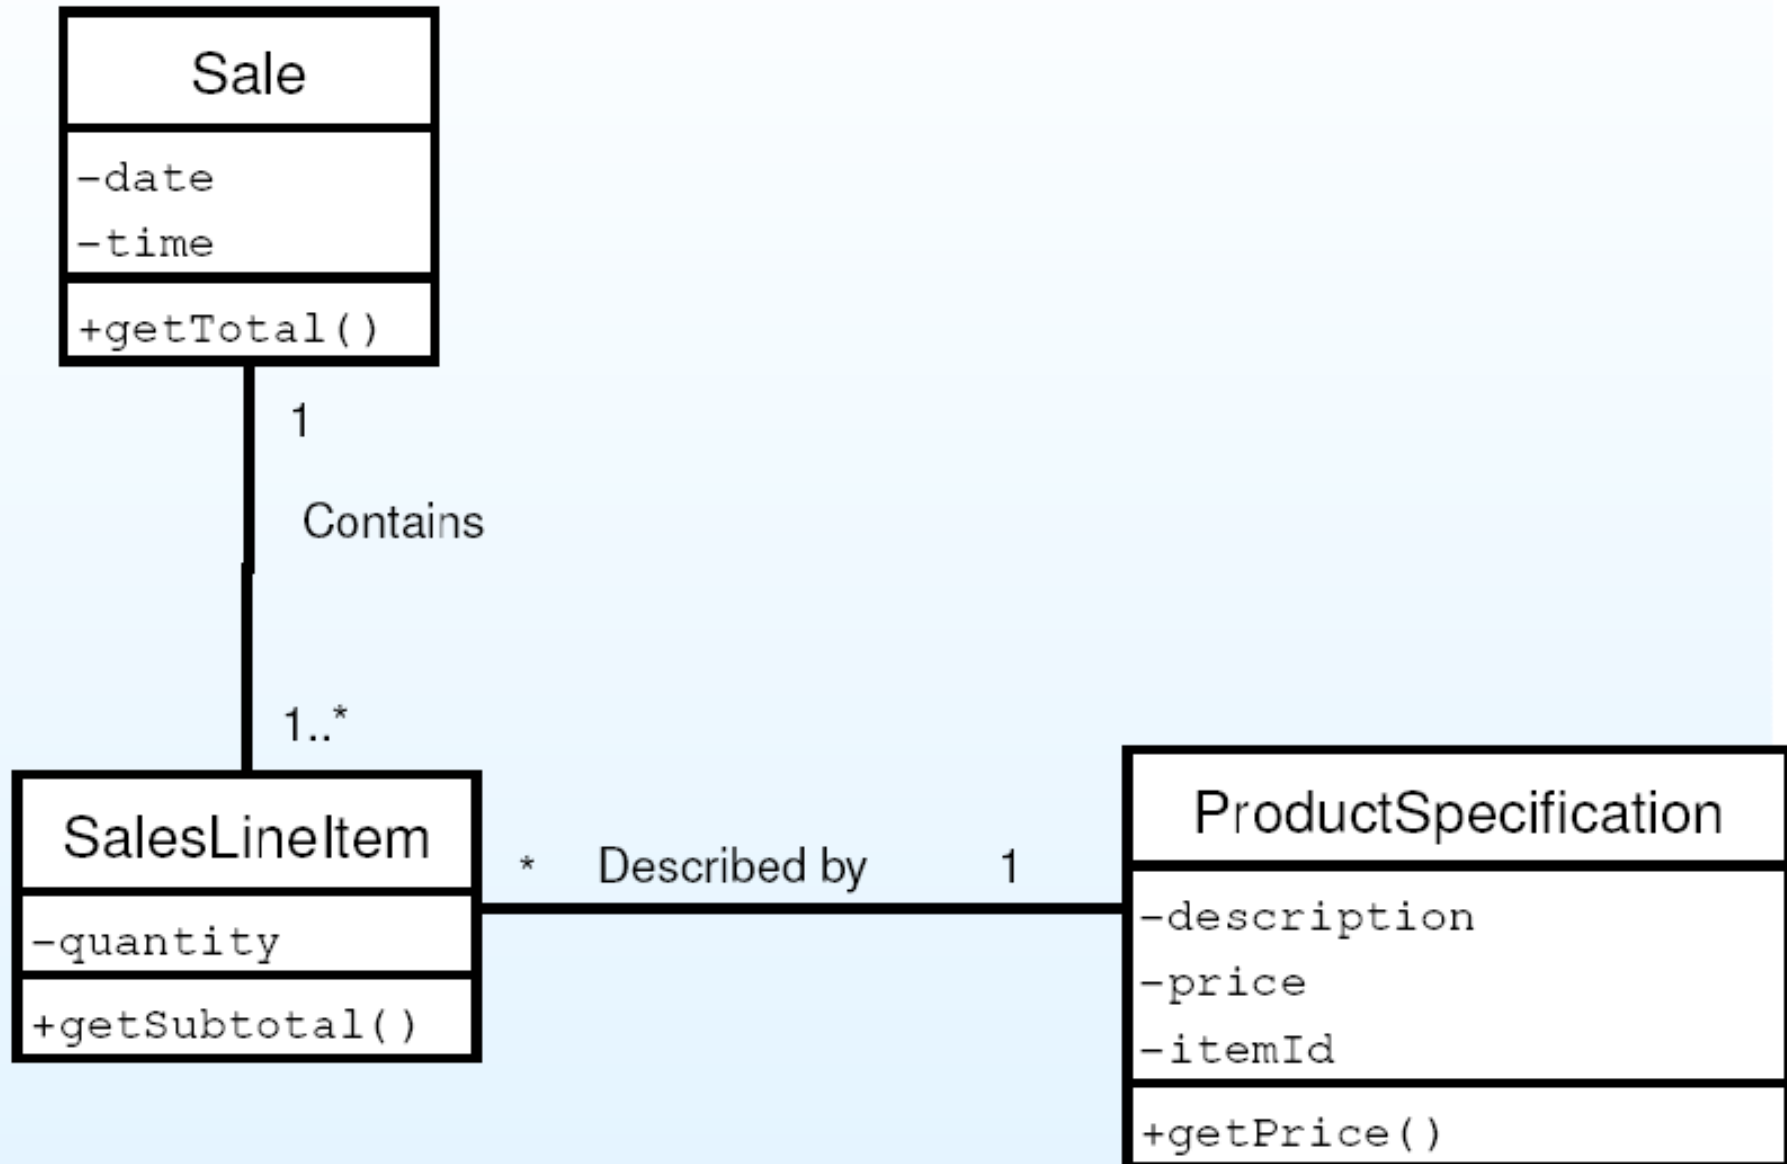 Sale
-date
-time
+getTotal()
1
Contains
1..*
SalesLineItem
-quantity
+getSubtotal()
* Described by 1
ProductSpecification
-description
-price
-itemId
+getPrice()